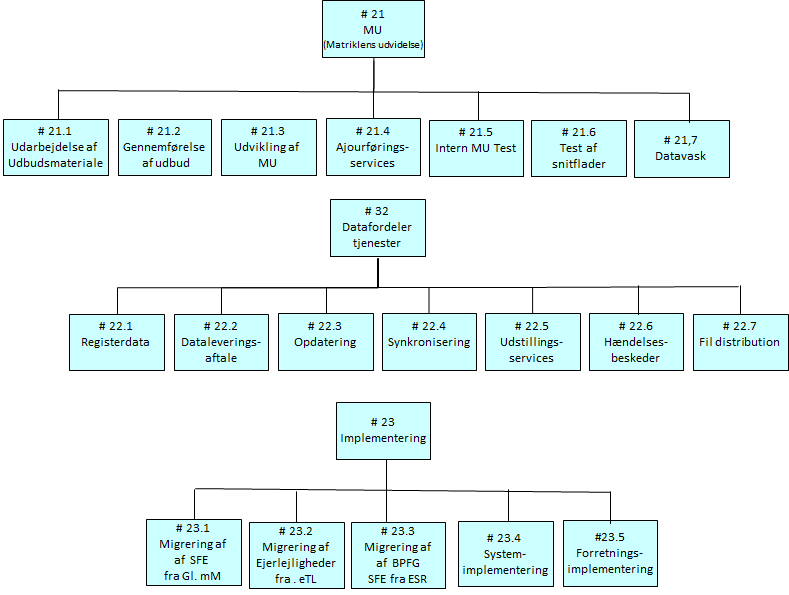 # 21
MU
(Matriklens udvidelse)
# 21.1
Udarbejdelse af
Udbudsmateriale
# 21.2
Gennemførelse
af udbud
# 21.3
Udvikling af
MU
# 21.4
Ajourførings-
services
# 21.5
Intern MU Test
# 21.6
Test af
snitflader
# 21,7
Datavask
# 32
Datafordeler
tjenester
# 22.1
Registerdata
# 22.2
Dataleverings-
aftale
# 22.3
Opdatering
# 22.4
Synkronisering
# 22.5
Udstillings-
services
# 22.6
Hændelses-
beskeder
# 22.7
Fil distribution
# 23
Implementering
# 23.1
Migrering af
af SFE
fra Gl. mM
# 23.2
Migrering af
Ejerlejligheder
fra . eTL
# 23.3
Migrering af
af BPFG
SFE fra ESR
# 23.4
System-
implementering
#23.5
Forretnings-
implementering